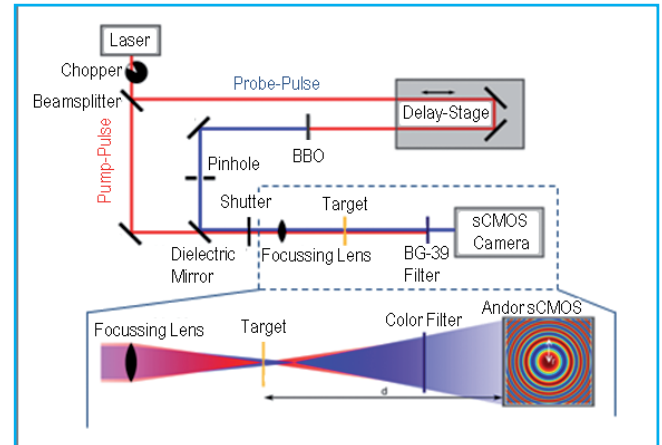 Laser
Chopper
Beamsplitter
Probe-Pulse
Delay-Stage
Pump-Pulse
BBO
Pinhole
Shutter
Target
sCMOS
Camera
Dielectric
Mirror
Focussing Lens
BG-39
Filter
Focussing Lens
Target
Color Filter
Andor sCMOS
d